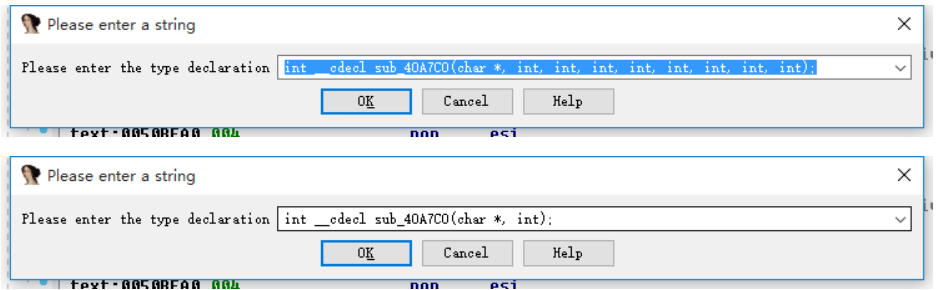 Please enter a string
Please enter the type declaration int __cdecl sub_40A7C0(char *, int, int, int, int, int, int, int, int);
OK Cancel Help
text:0050BEA0 004 pop esi
Please enter a string
Please enter the type declaration int __cdecl sub_40A7C0(char *, int);
OK Cancel Help
text:0050BEA0 004 pop esi